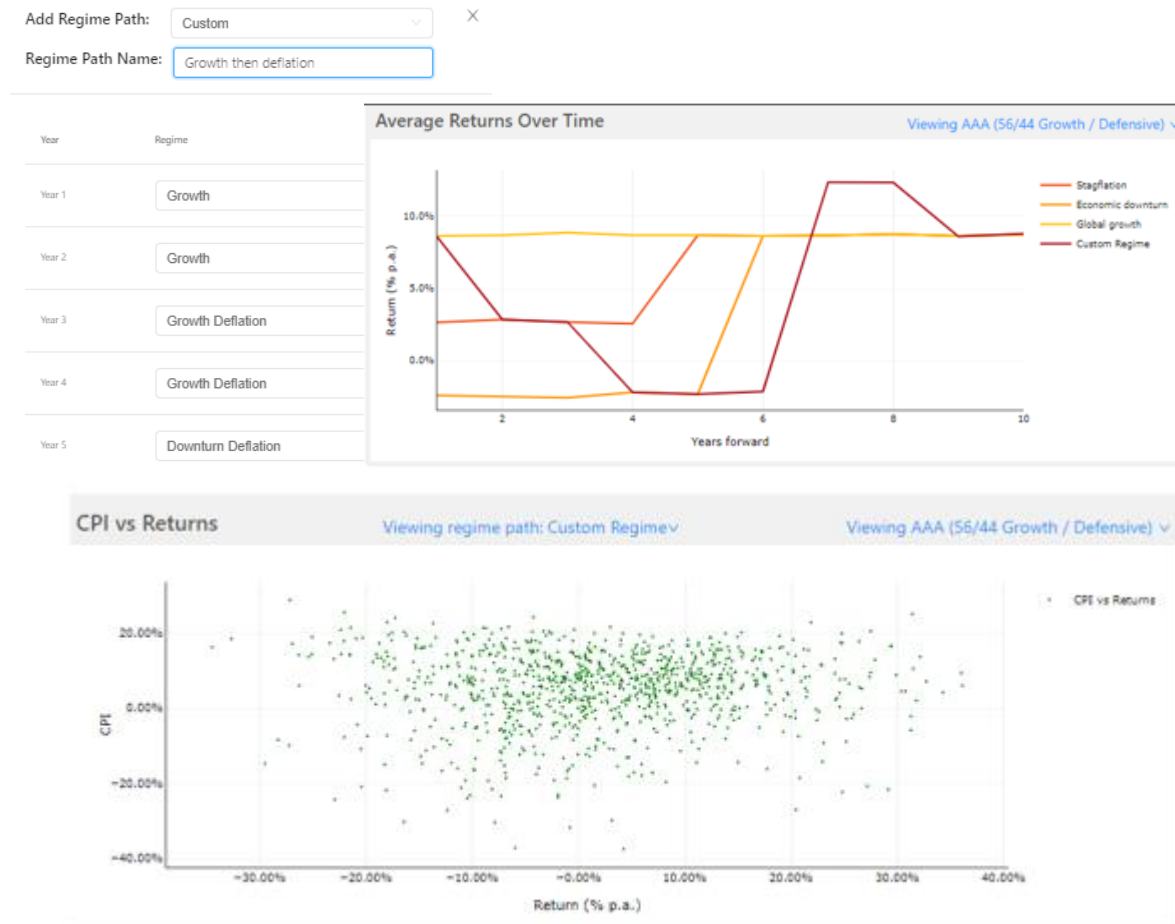 Add Regime Path: Custom
Regime Path Name: Growth then deflation
Year Regime
Year 1 Growth
Year 2 Growth
Year 3 Growth Deflation
Year 4 Growth Deflation
Year 5 Downturn Deflation
Average Returns Over Time Viewing AAA (56/44 Growth / Defensive)
Stagflation
Economic downturn
Global growth
Custom Regime
10.0%
5.0%
0.0%
Return (% p.a.)
2 4 6 8 10
Years forward
CPI vs Returns Viewing regime path: Custom Regime Viewing AAA (56/44 Growth / Defensive)
CPI vs Returns
20.00%
0.00%
−20.00%
−40.00%
CPI
−30.00% −20.00% −10.00% −0.00% 10.00% 20.00% 30.00% 40.00%
Return (% p.a.)